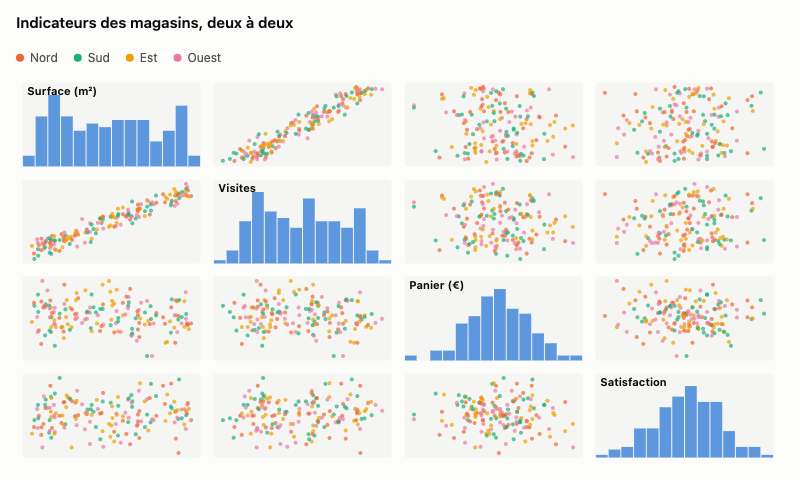 Indicateurs des magasins, deux à deux
Nord Sud Est Ouest
Surface (m²)
Visites
Panier (€)
Satisfaction